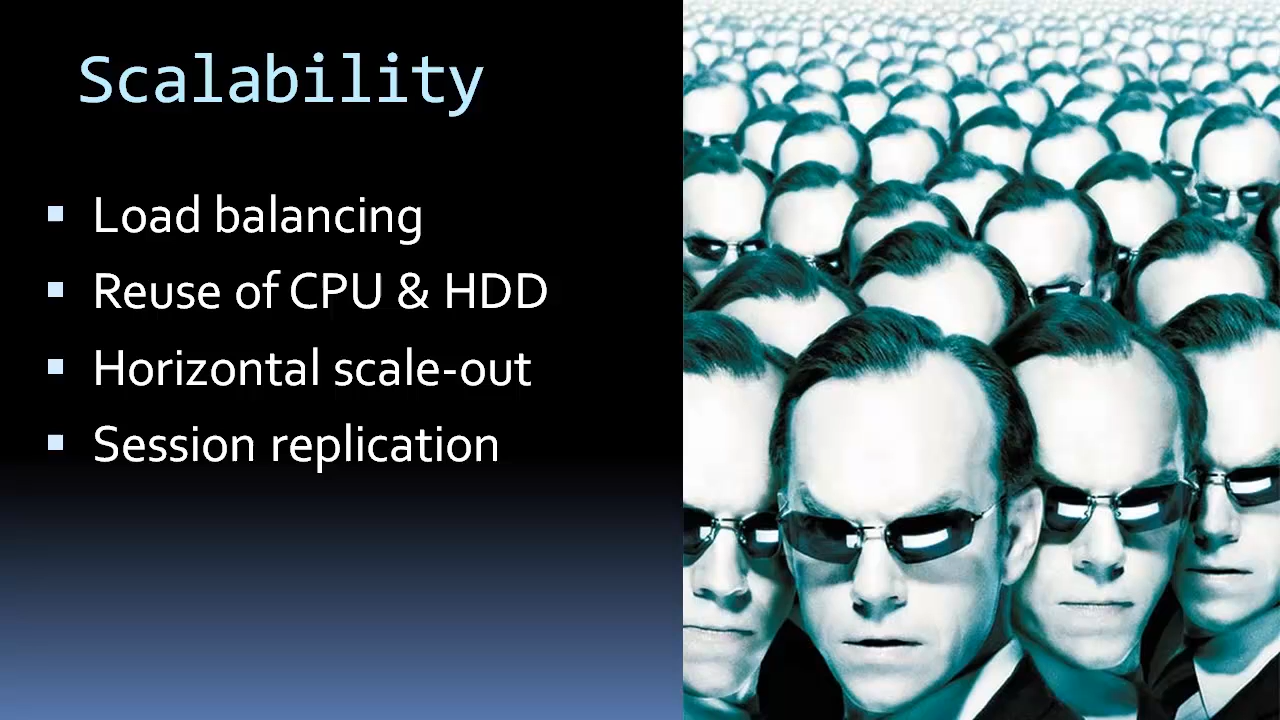 Scalability
Load balancing
Reuse of CPU & HDD
Horizontal scale-out
Session replication